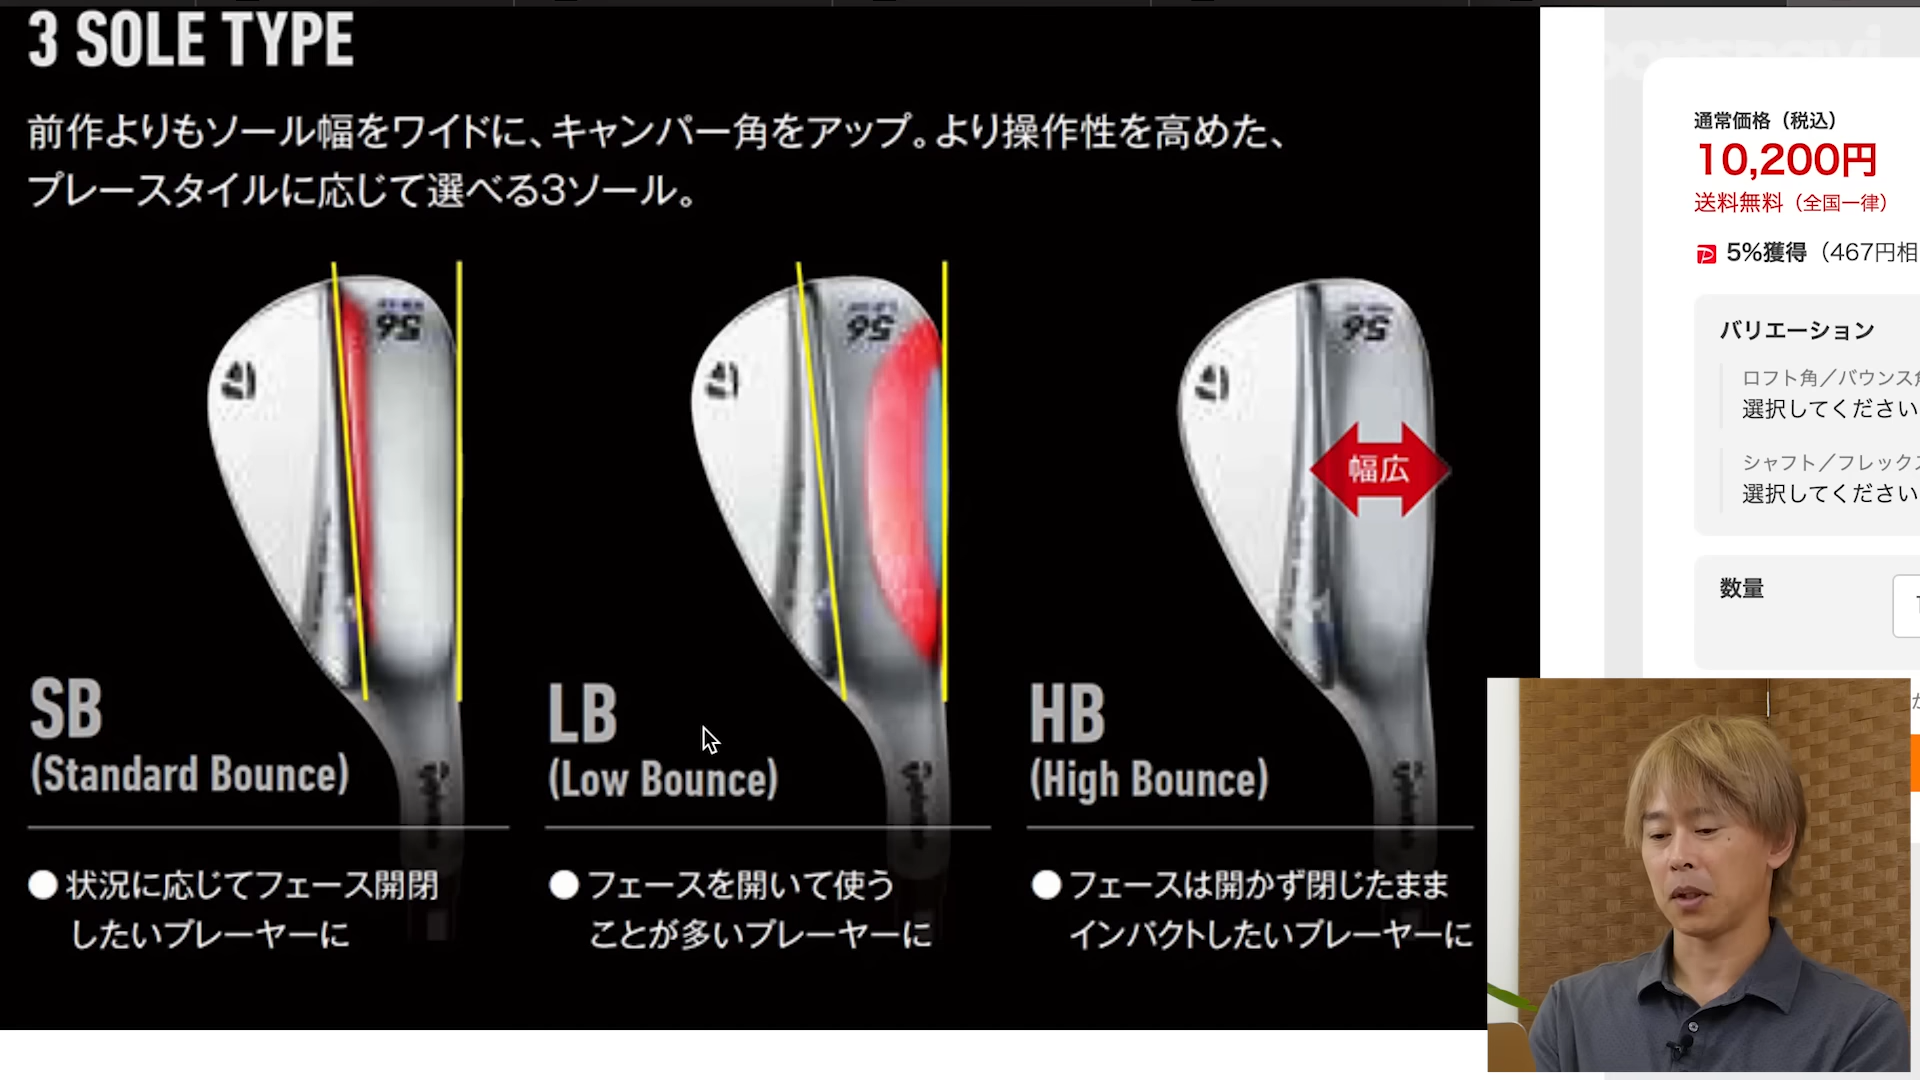 3 SOLE TYPE
前作よりもソール幅をワイドに、キャンバー角をアップ。より操作性を高めた、
プレースタイルに応じて選べる3ソール。
56
56
56
幅広
SB
(Standard Bounce)
状況に応じてフェース開閉
したいプレーヤーに
LB
(Low Bounce)
フェースを開いて使う
ことが多いプレーヤーに
HB
(High Bounce)
フェースは開かず閉じたまま
インパクトしたいプレーヤーに
通常価格（税込）
10,200円
送料無料（全国一律）
5%獲得（467円相
バリエーション
ロフト角／バウンス
選択してください
シャフト／フレックス
選択してください
数量